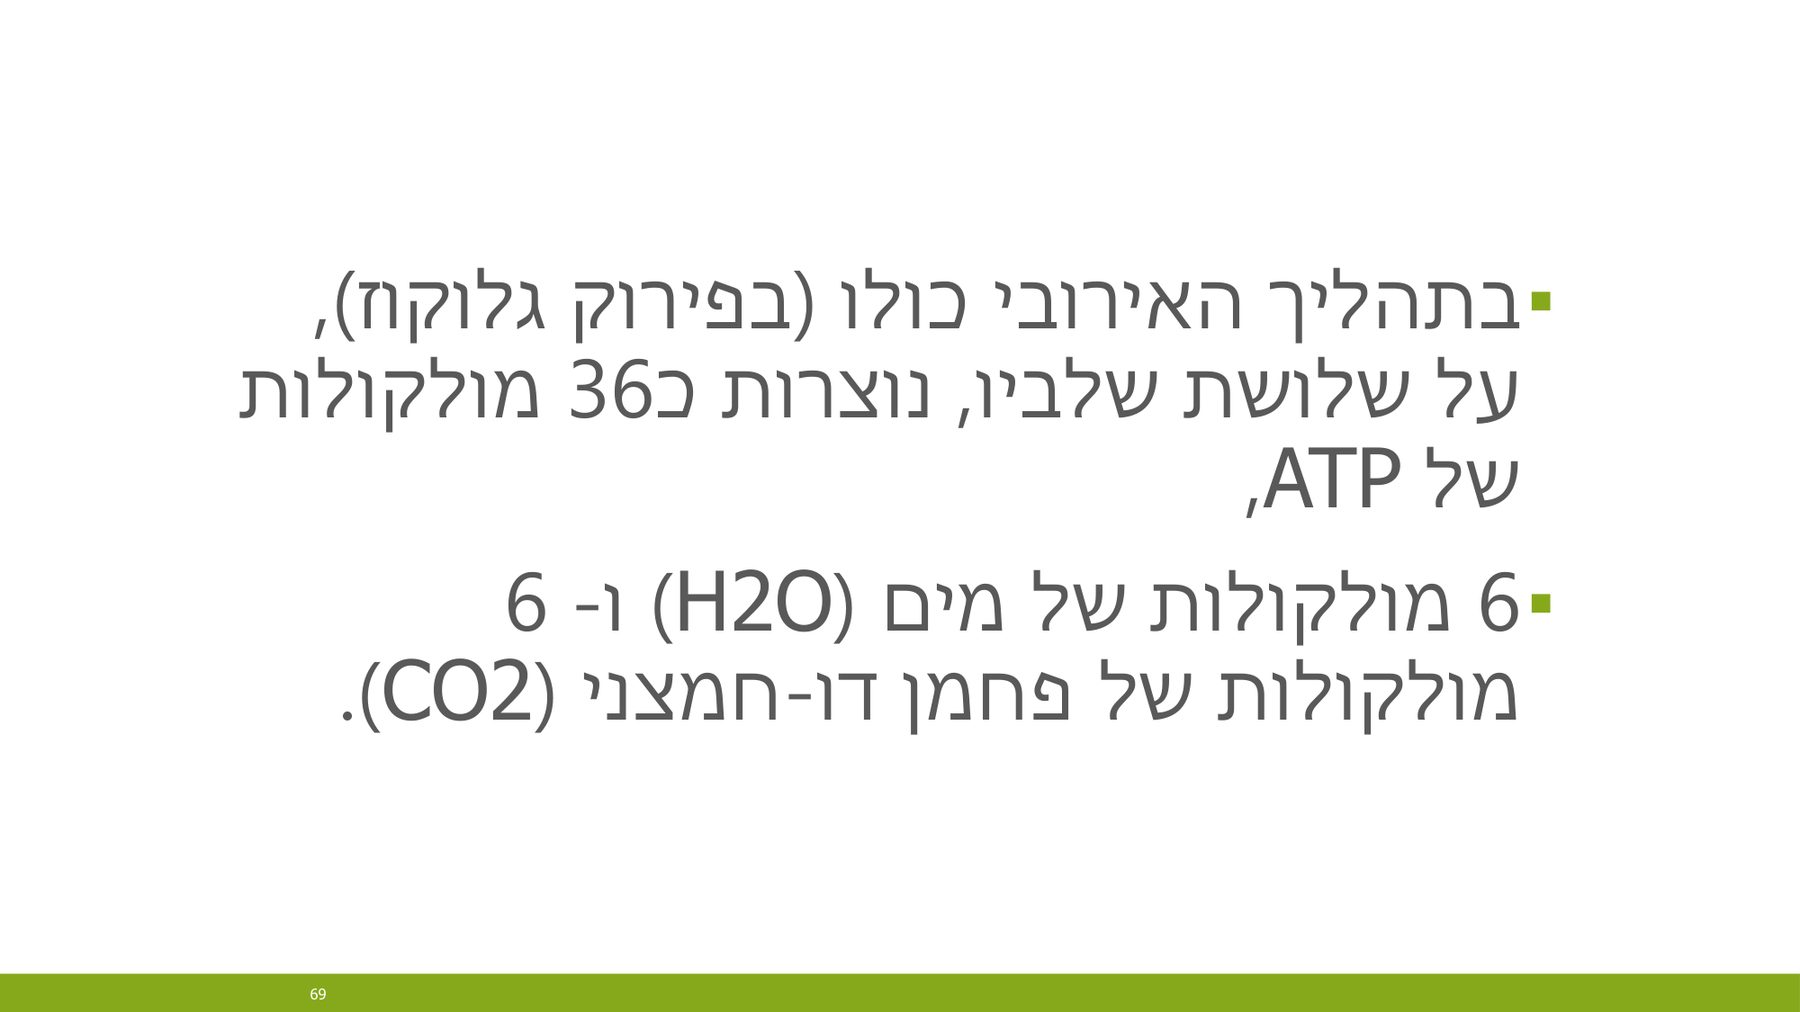 ▪בתהליך האירובי כולו (בפירוק גלוקוז),
על שלושת שלביו, נוצרות כ36 מולקולות
של ATP,
▪6 מולקולות של מים (H2O) ו- 6
מולקולות של פחמן דו-חמצני (CO2).
69